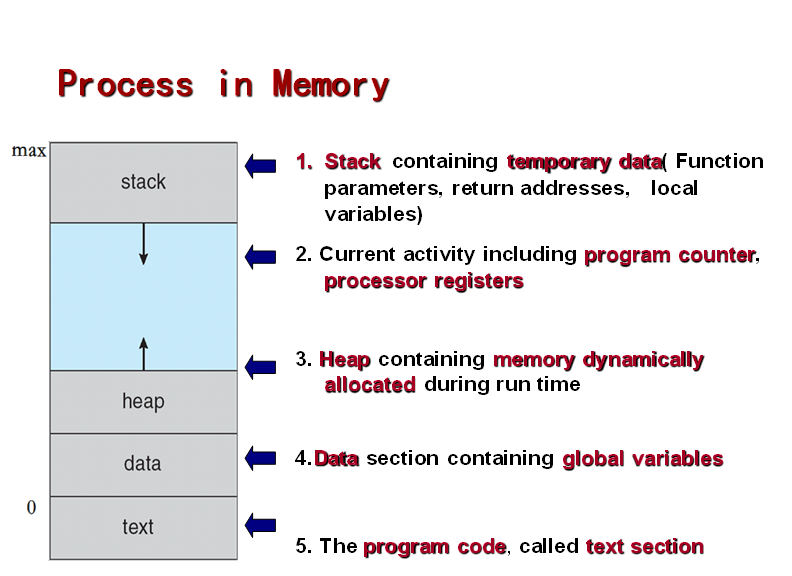 Process in Memory
max
stack
1. Stack containing temporary data( Function
parameters, return addresses, local
variables)
2. Current activity including program counter,
processor registers
3. Heap containing memory dynamically
allocated during run time
heap
4.Data section containing global variables
data
0
text
5. The program code, called text section